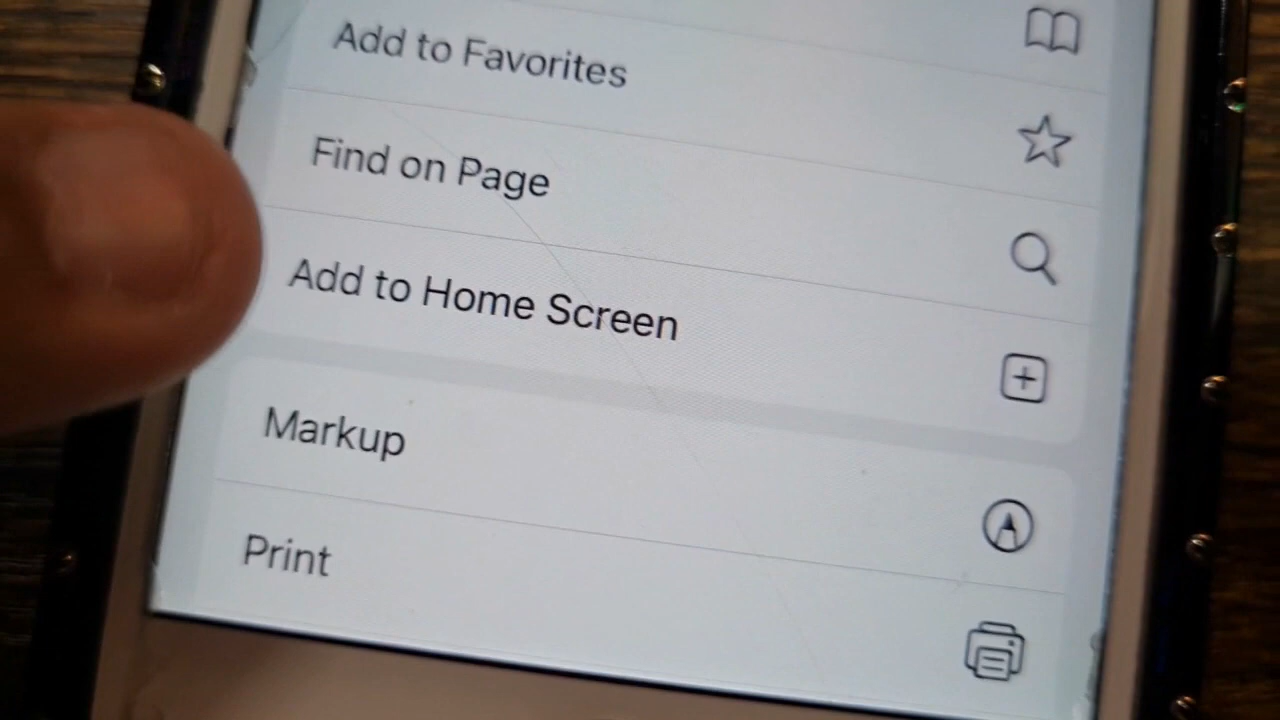 Add to Favorites
Find on Page
Add to Home Screen
Markup
Print